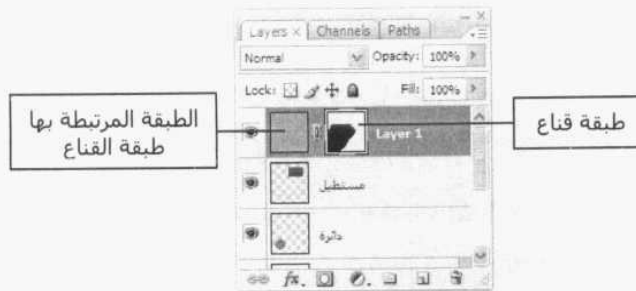 Layers × Channels Paths
Normal Opacity: 100%
Lock: Fill: 100%
الطبقة المرتبطة بها
طبقة القناع
Layer 1
طبقة قناع
مستطيل
دائرة
fx.